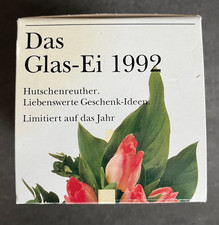 Das
Glas-Ei 1992
Hutschenreuther.
Liebenswerte Geschenk-Ideen.
Limitiert auf das Jahr